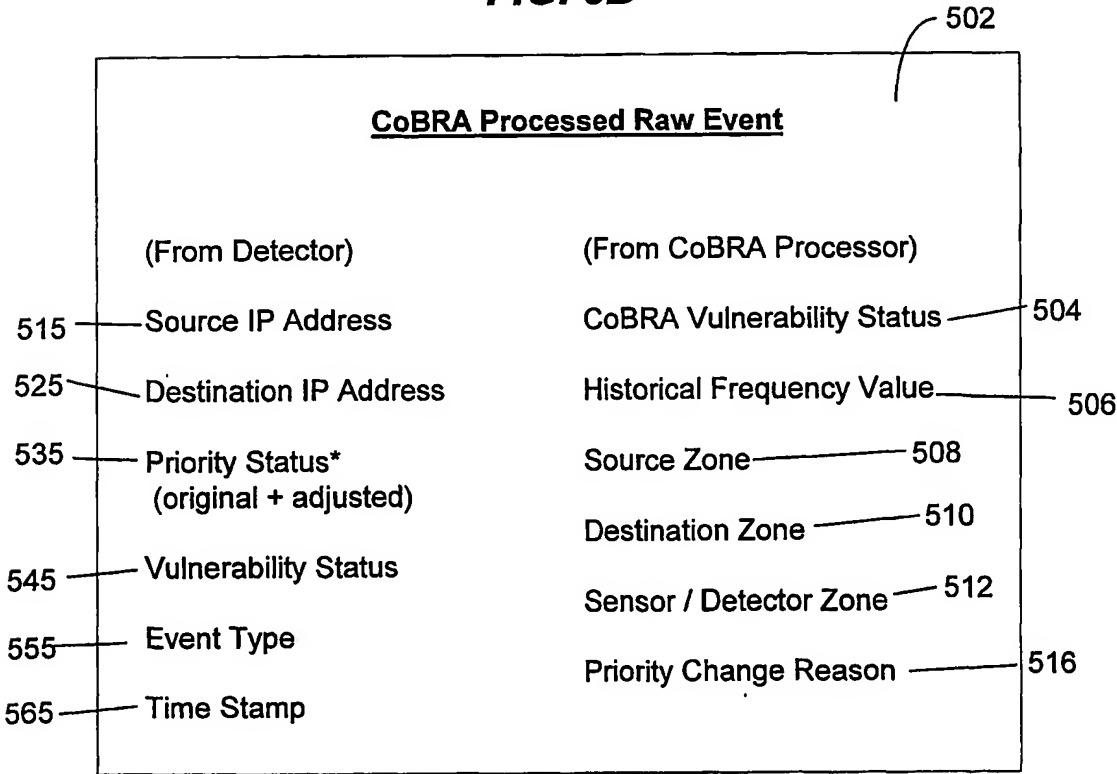 502
CoBRA Processed Raw Event
(From Detector)
(From CoBRA Processor)
515
Source IP Address
CoBRA Vulnerability Status
504
525
Destination IP Address
Historical Frequency Value
506
535
Priority Status*
(original + adjusted)
Source Zone
508
Destination Zone
510
545
Vulnerability Status
Sensor / Detector Zone
512
555
Event Type
Priority Change Reason
516
565
Time Stamp